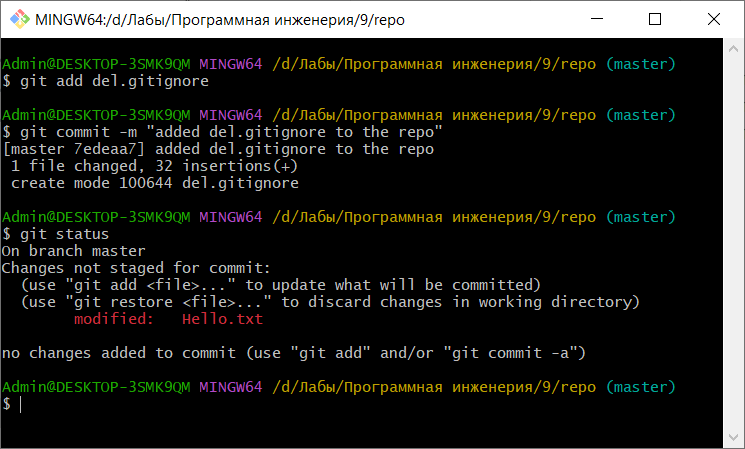 MINGW64:/d/Лабы/Программная инженерия/9/repo
Admin@DESKTOP-3SMK9QM MINGW64 /d/Лабы/Программная инженерия/9/repo (master)
$ git add del.gitignore
Admin@DESKTOP-3SMK9QM MINGW64 /d/Лабы/Программная инженерия/9/repo (master)
$ git commit -m "added del.gitignore to the repo"
[master 7edeaa7] added del.gitignore to the repo
 1 file changed, 32 insertions(+)
 create mode 100644 del.gitignore
Admin@DESKTOP-3SMK9QM MINGW64 /d/Лабы/Программная инженерия/9/repo (master)
$ git status
On branch master
Changes not staged for commit:
  (use "git add <file>..." to update what will be committed)
  (use "git restore <file>..." to discard changes in working directory)
        modified:   Hello.txt
no changes added to commit (use "git add" and/or "git commit -a")
Admin@DESKTOP-3SMK9QM MINGW64 /d/Лабы/Программная инженерия/9/repo (master)
$